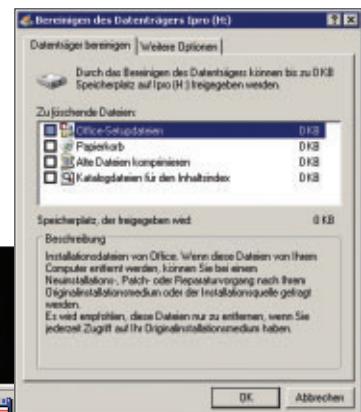 Bereinigen des Datenträgers Ipro (H:)
Datenträger bereinigen Weitere Optionen
Durch das Bereinigen des Datenträgers können bis zu 0 KB
Speicherplatz auf Ipro (H:) freigegeben werden.
Zu löschende Dateien:
Office-Setupdateien 0 KB
Papierkorb 0 KB
Alte Dateien komprimieren 0 KB
Katalogdateien für den Inhaltsindex 0 KB
Speicherplatz, der freigegeben wird: 0 KB
Beschreibung
Installationsdateien von Office. Wenn diese Dateien von Ihrem
Computer entfernt werden, können Sie bei einem
Neuinstallations-, Patch- oder Reparaturvorgang nach Ihrem
Originalinstallationsmedium oder der Installationsquelle gefragt
werden.
Es wird empfohlen, diese Dateien nur zu entfernen, wenn Sie
jederzeit Zugriff auf Ihr Originalinstallationsmedium haben.
OK Abbrechen